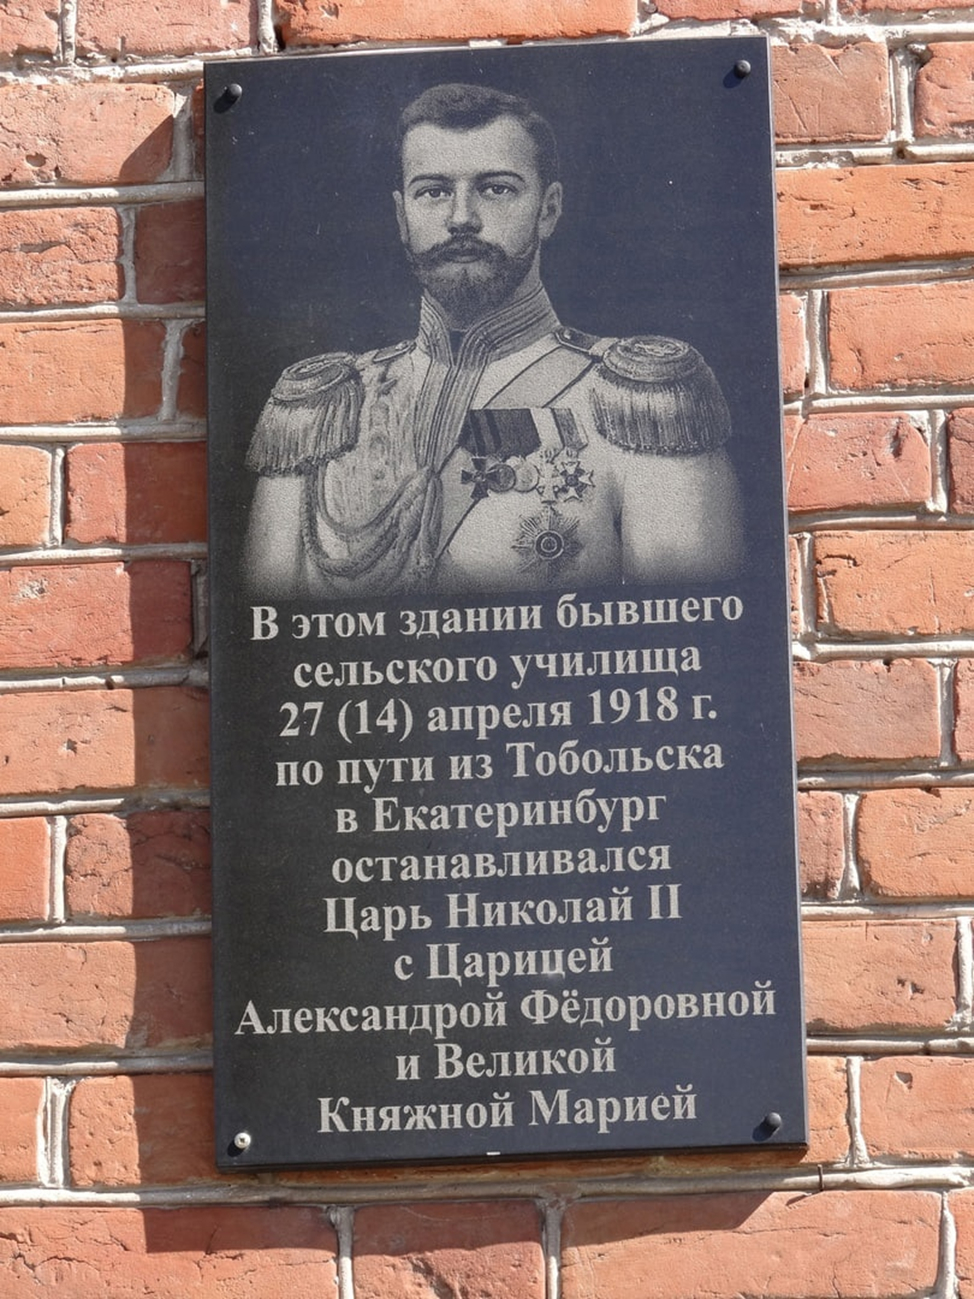 В этом здании бывшего
сельского училища
27 (14) апреля 1918 г.
по пути из Тобольска
в Екатеринбург
останавливался
Царь Николай II
с Царицей
Александрой Фёдоровной
и Великой
Княжной Марией